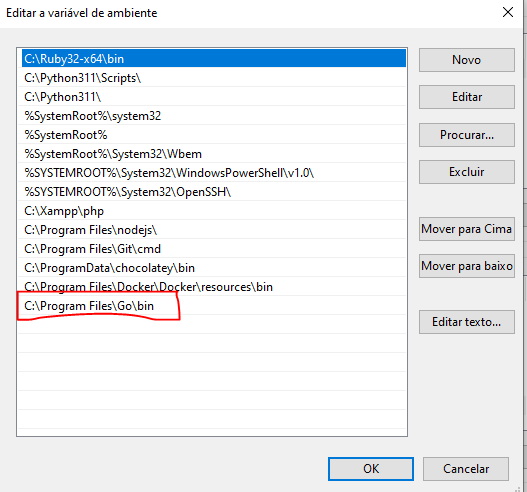 Editar a variável de ambiente
C:\Ruby32-x64\bin
C:\Python311\Scripts\
C:\Python311\
%SystemRoot%\system32
%SystemRoot%
%SystemRoot%\System32\Wbem
%SYSTEMROOT%\System32\WindowsPowerShell\v1.0\
%SYSTEMROOT%\System32\OpenSSH\
C:\Xampp\php
C:\Program Files\nodejs\
C:\Program Files\Git\cmd
C:\ProgramData\chocolatey\bin
C:\Program Files\Docker\Docker\resources\bin
C:\Program Files\Go\bin
Novo
Editar
Procurar...
Excluir
Mover para Cima
Mover para baixo
Editar texto...
OK
Cancelar